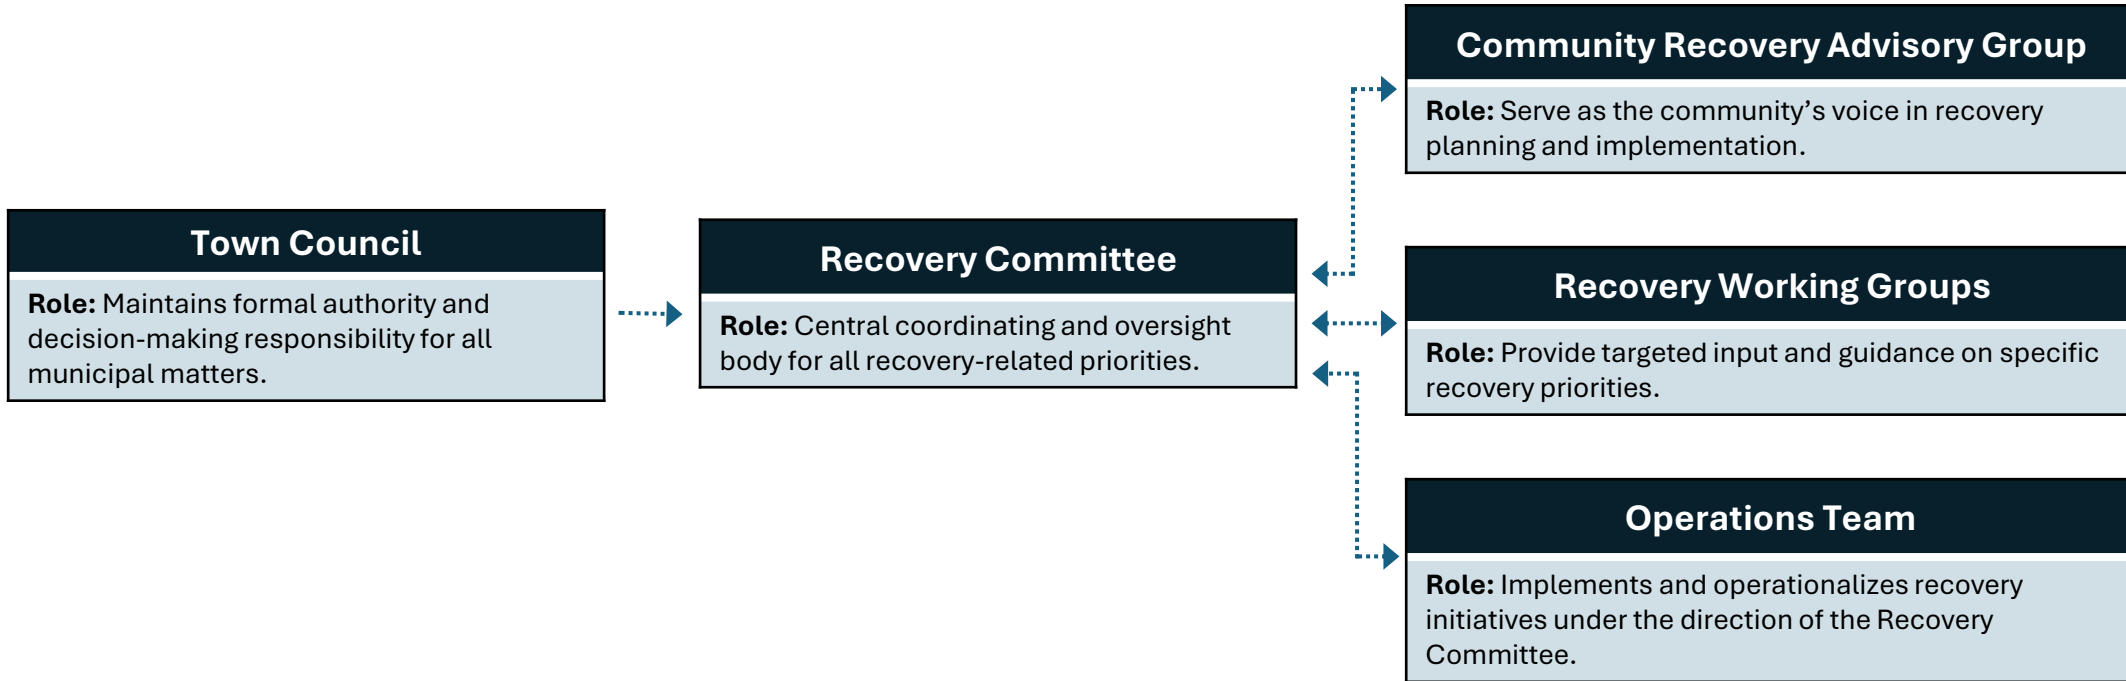 Town Council
Role: Maintains formal authority and
decision-making responsibility for all
municipal matters.
Recovery Committee
Role: Central coordinating and oversight
body for all recovery-related priorities.
Community Recovery Advisory Group
Role: Serve as the community’s voice in recovery
planning and implementation.
Recovery Working Groups
Role: Provide targeted input and guidance on specific
recovery priorities.
Operations Team
Role: Implements and operationalizes recovery
initiatives under the direction of the Recovery
Committee.